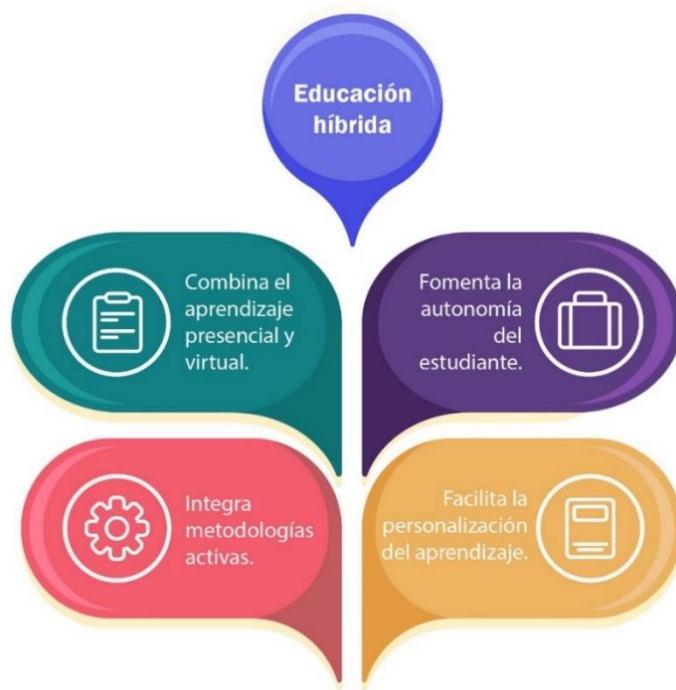 Educación
híbrida
Combina el
aprendizaje
presencial y
virtual.
Fomenta la
autonomía
del
estudiante.
Integra
metodologías
activas.
Facilita la
personalización
del aprendizaje.